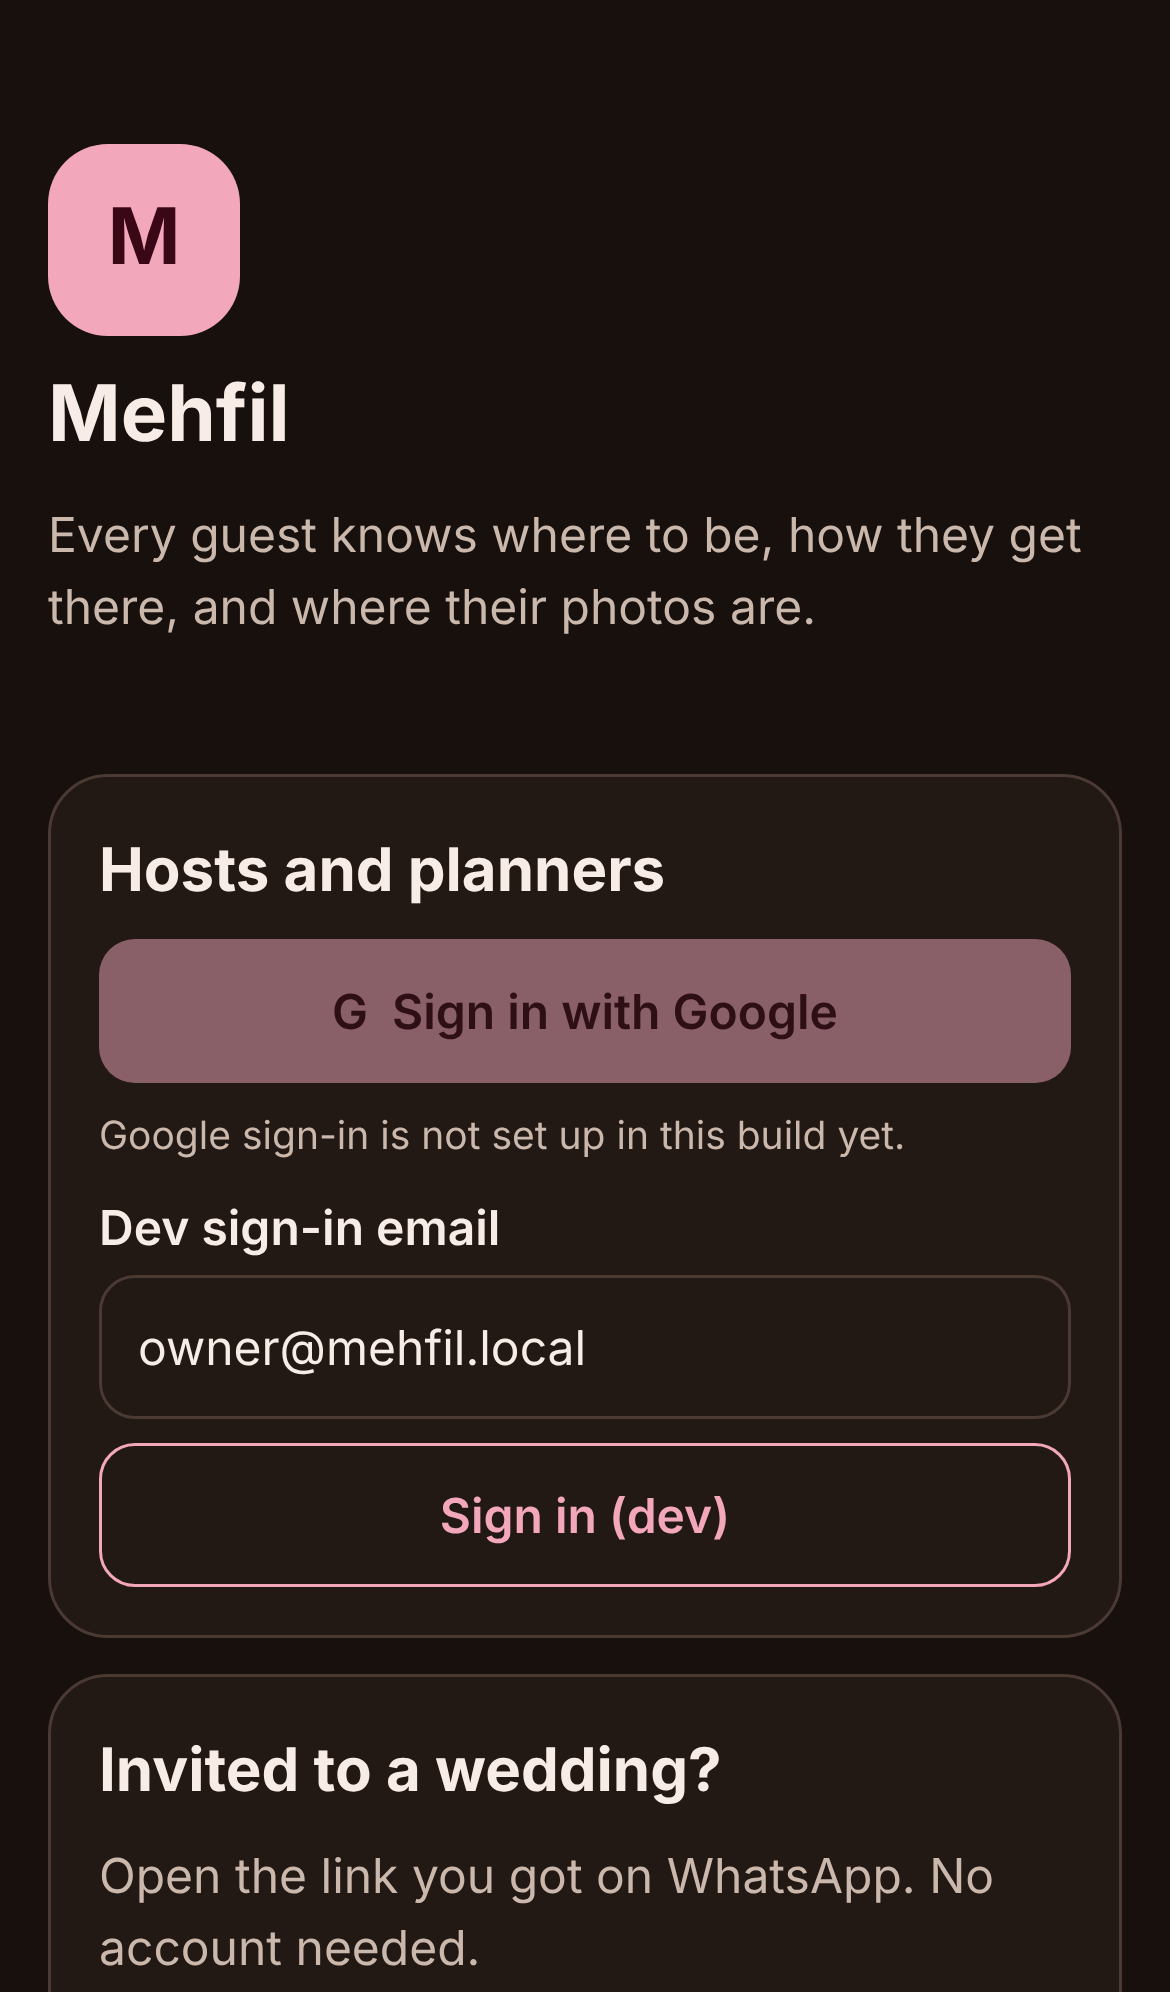 M
Mehfil
Every guest knows where to be, how they get
there, and where their photos are.
Hosts and planners
G Sign in with Google
Google sign-in is not set up in this build yet.
Dev sign-in email
owner@mehfil.local
Sign in (dev)
Invited to a wedding?
Open the link you got on WhatsApp. No
account needed.